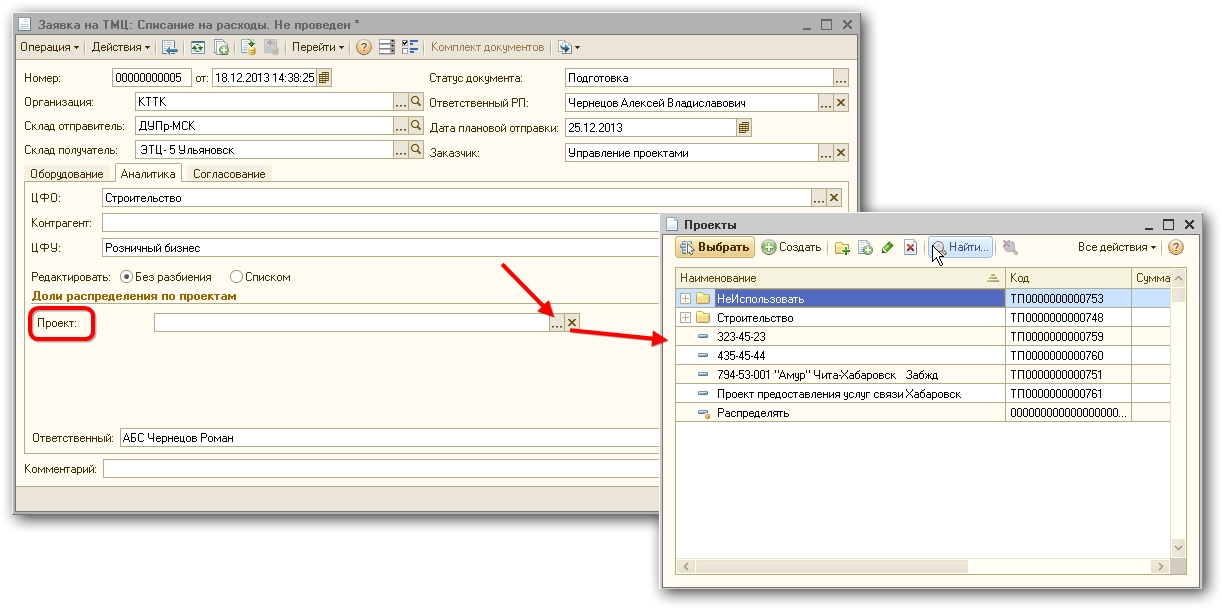 Заявка на ТМЦ: Списание на расходы. Не проведен *
Операция Действия Перейти Комплект документов
Номер: 00000000005 от: 18.12.2013 14:38:25 Статус документа: Подготовка ...
Организация: КТТК ... Ответственный РП: Чернецов Алексей Владиславович ...
Склад отправитель: ДУПр-МСК ... Дата плановой отправки: 25.12.2013
Склад получатель: ЭТЦ- 5 Ульяновск ... Заказчик: Управление проектами ...
Оборудование Аналитика Согласование
ЦФО: Строительство ...
Контрагент:
ЦФУ: Розничный бизнес
Редактировать: Без разбиения Списком
Доли распределения по проектам
Проект: ...
Ответственный: АБС Чернецов Роман
Комментарий:
Проекты
Выбрать Создать Найти... Все действия
Наименование Код Сумма
НеИспользовать ТП0000000000753
Строительство ТП0000000000748
323-45-23 ТП0000000000759
435-45-44 ТП0000000000760
794-53-001 "Амур" Чита-Хабаровск Забжд ТП0000000000751
Проект предоставления услуг связи Хабаровск ТП0000000000761
Распределять 000000000000000000...